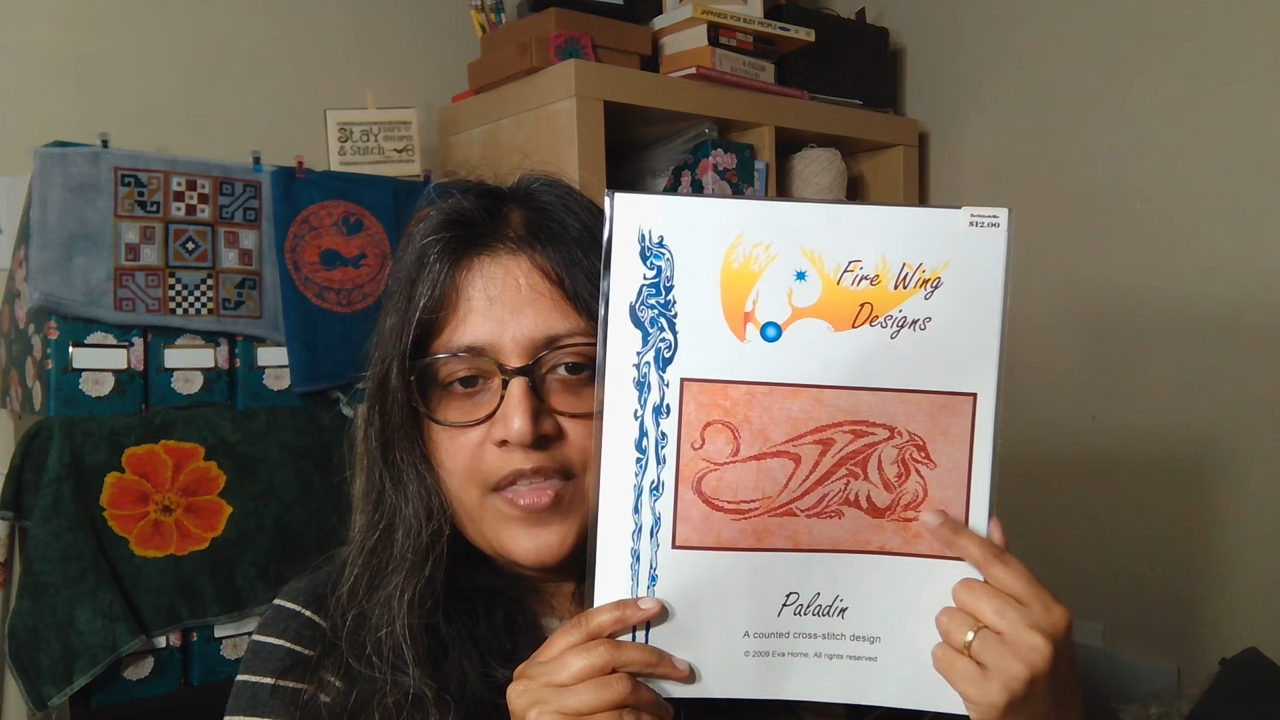 JAPANESE FOR BUSY PEOPLE
Stay
& Stitch
$12.00
Fire Wing
Designs
Paladin
A counted cross-stitch design
© 2009 Eva Horne. All rights reserved